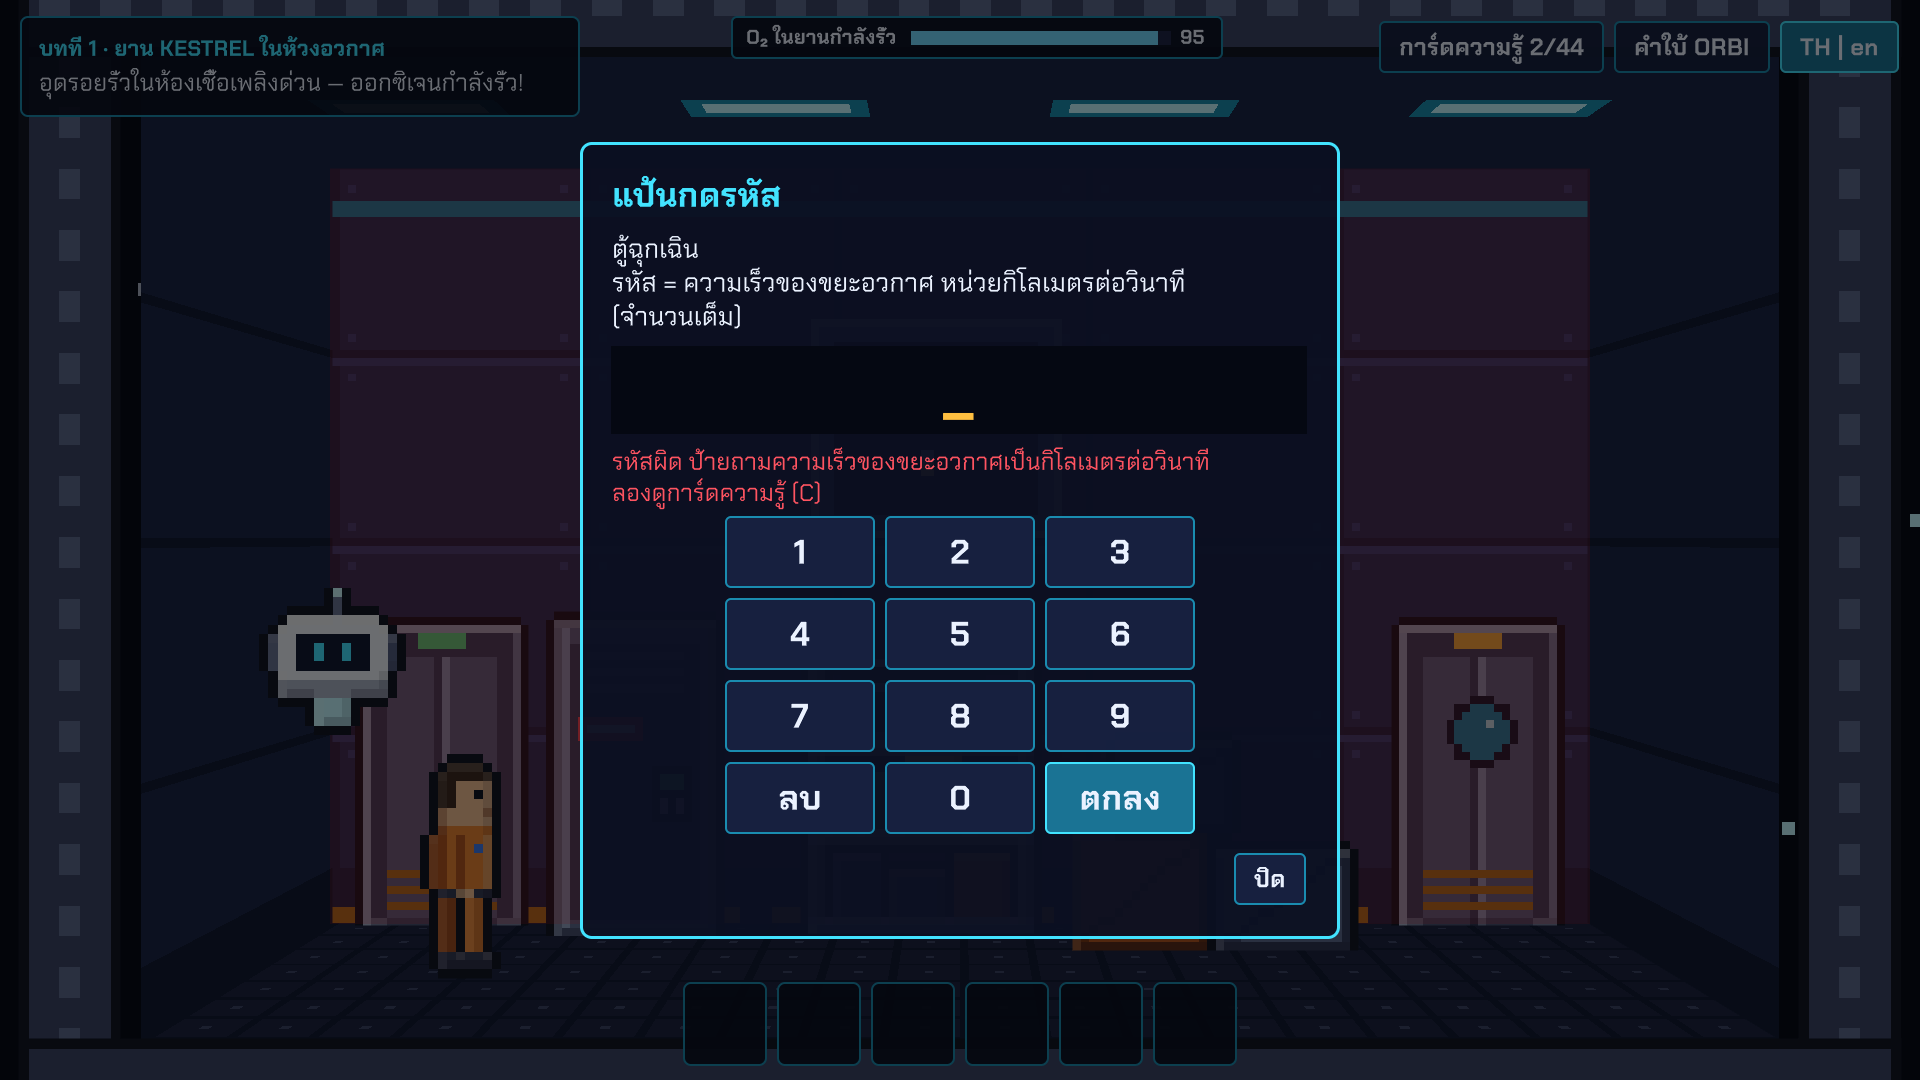 บทที่ 1 · ยาน KESTREL ในห้วงอวกาศ
อุดรอยรั่วในห้องเชื้อเพลิงด่วน — ออกซิเจนกำลังรั่ว!
O₂ ในยานกำลังรั่ว 95
การ์ดความรู้ 2/44
คำใบ้ ORBI
TH | en
แป้นกดรหัส
ตู้ฉุกเฉิน
รหัส = ความเร็วของขยะอวกาศ หน่วยกิโลเมตรต่อวินาที
(จำนวนเต็ม)
รหัสผิด ป้ายถามความเร็วของขยะอวกาศเป็นกิโลเมตรต่อวินาที
ลองดูการ์ดความรู้ (C)
1 2 3
4 5 6
7 8 9
ลบ 0 ตกลง
ปิด